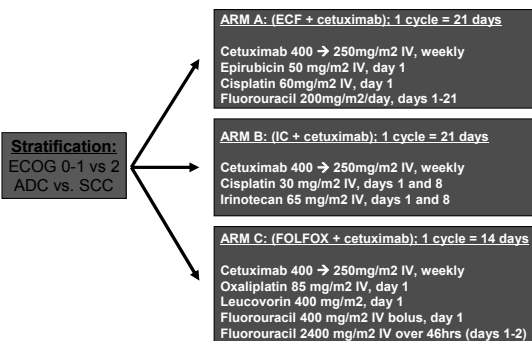 Stratification:
ECOG 0-1 vs 2
ADC vs. SCC
ARM A: (ECF + cetuximab); 1 cycle = 21 days
Cetuximab 400 → 250mg/m2 IV, weekly
Epirubicin 50 mg/m2 IV, day 1
Cisplatin 60mg/m2 IV, day 1
Fluorouracil 200mg/m2/day, days 1-21
ARM B: (IC + cetuximab); 1 cycle = 21 days
Cetuximab 400 → 250mg/m2 IV, weekly
Cisplatin 30 mg/m2 IV, days 1 and 8
Irinotecan 65 mg/m2 IV, days 1 and 8
ARM C: (FOLFOX + cetuximab); 1 cycle = 14 days
Cetuximab 400 → 250mg/m2 IV, weekly
Oxaliplatin 85 mg/m2 IV, day 1
Leucovorin 400 mg/m2, day 1
Fluorouracil 400 mg/m2 IV bolus, day 1
Fluorouracil 2400 mg/m2 IV over 46hrs (days 1-2)